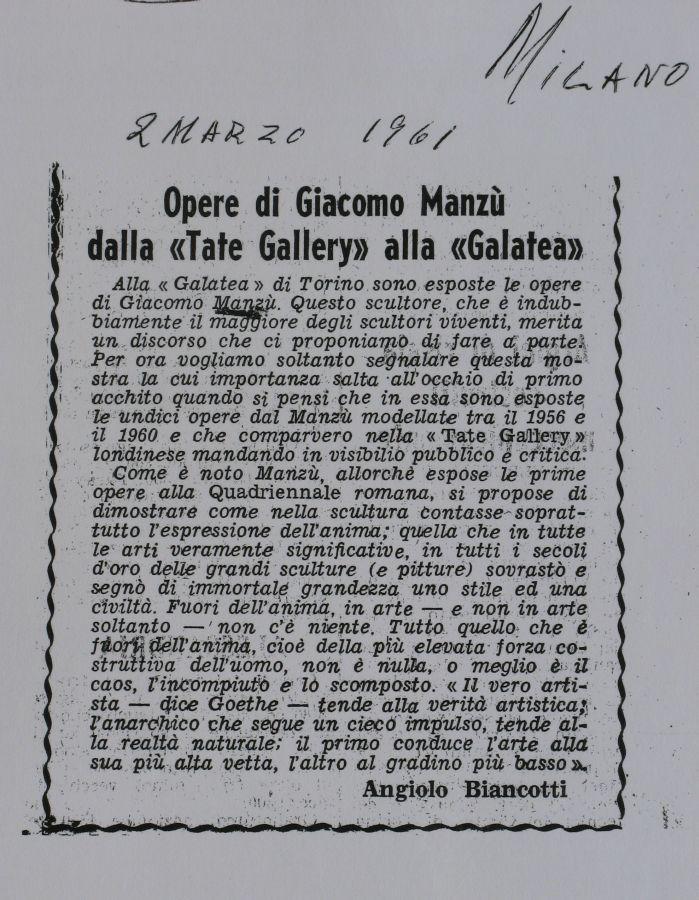 MILANO
2 MARZO 1961
Opere di Giacomo Manzù
dalla «Tate Gallery» alla «Galatea»
Alla «Galatea» di Torino sono esposte le opere
di Giacomo Manzù. Questo scultore, che è indub-
biamente il maggiore degli scultori viventi, merita
un discorso che ci proponiamo di fare a parte.
Per ora vogliamo soltanto segnalare questa mo-
stra la cui importanza salta all'occhio di primo
acchito quando si pensi che in essa sono esposte
le undici opere dal Manzù modellate tra il 1956 e
il 1960 e che comparvero nella «Tate Gallery»
londinese mandando in visibilio pubblico e critica.
Come è noto Manzù, allorchè espose le prime
opere alla Quadriennale romana, si propose di
dimostrare come nella scultura contasse soprat-
tutto l'espressione dell'anima; quella che in tutte
le arti veramente significative, in tutti i secoli
d'oro delle grandi sculture (e pitture) sovrastò e
segnò di immortale grandezza uno stile ed una
civiltà. Fuori dell'anima, in arte — e non in arte
soltanto — non c'è niente. Tutto quello che è
fuori dell'anima, cioè della più elevata forza co-
struttiva dell'uomo, non è nulla, o meglio è il
caos, l'incompiuto e lo scomposto. «Il vero arti-
sta — dice Goethe — tende alla verità artistica;
l'anarchico che segue un cieco impulso, tende al-
la realtà naturale: il primo conduce l'arte alla
sua più alta vetta, l'altro al gradino più basso».
Angiolo Biancotti